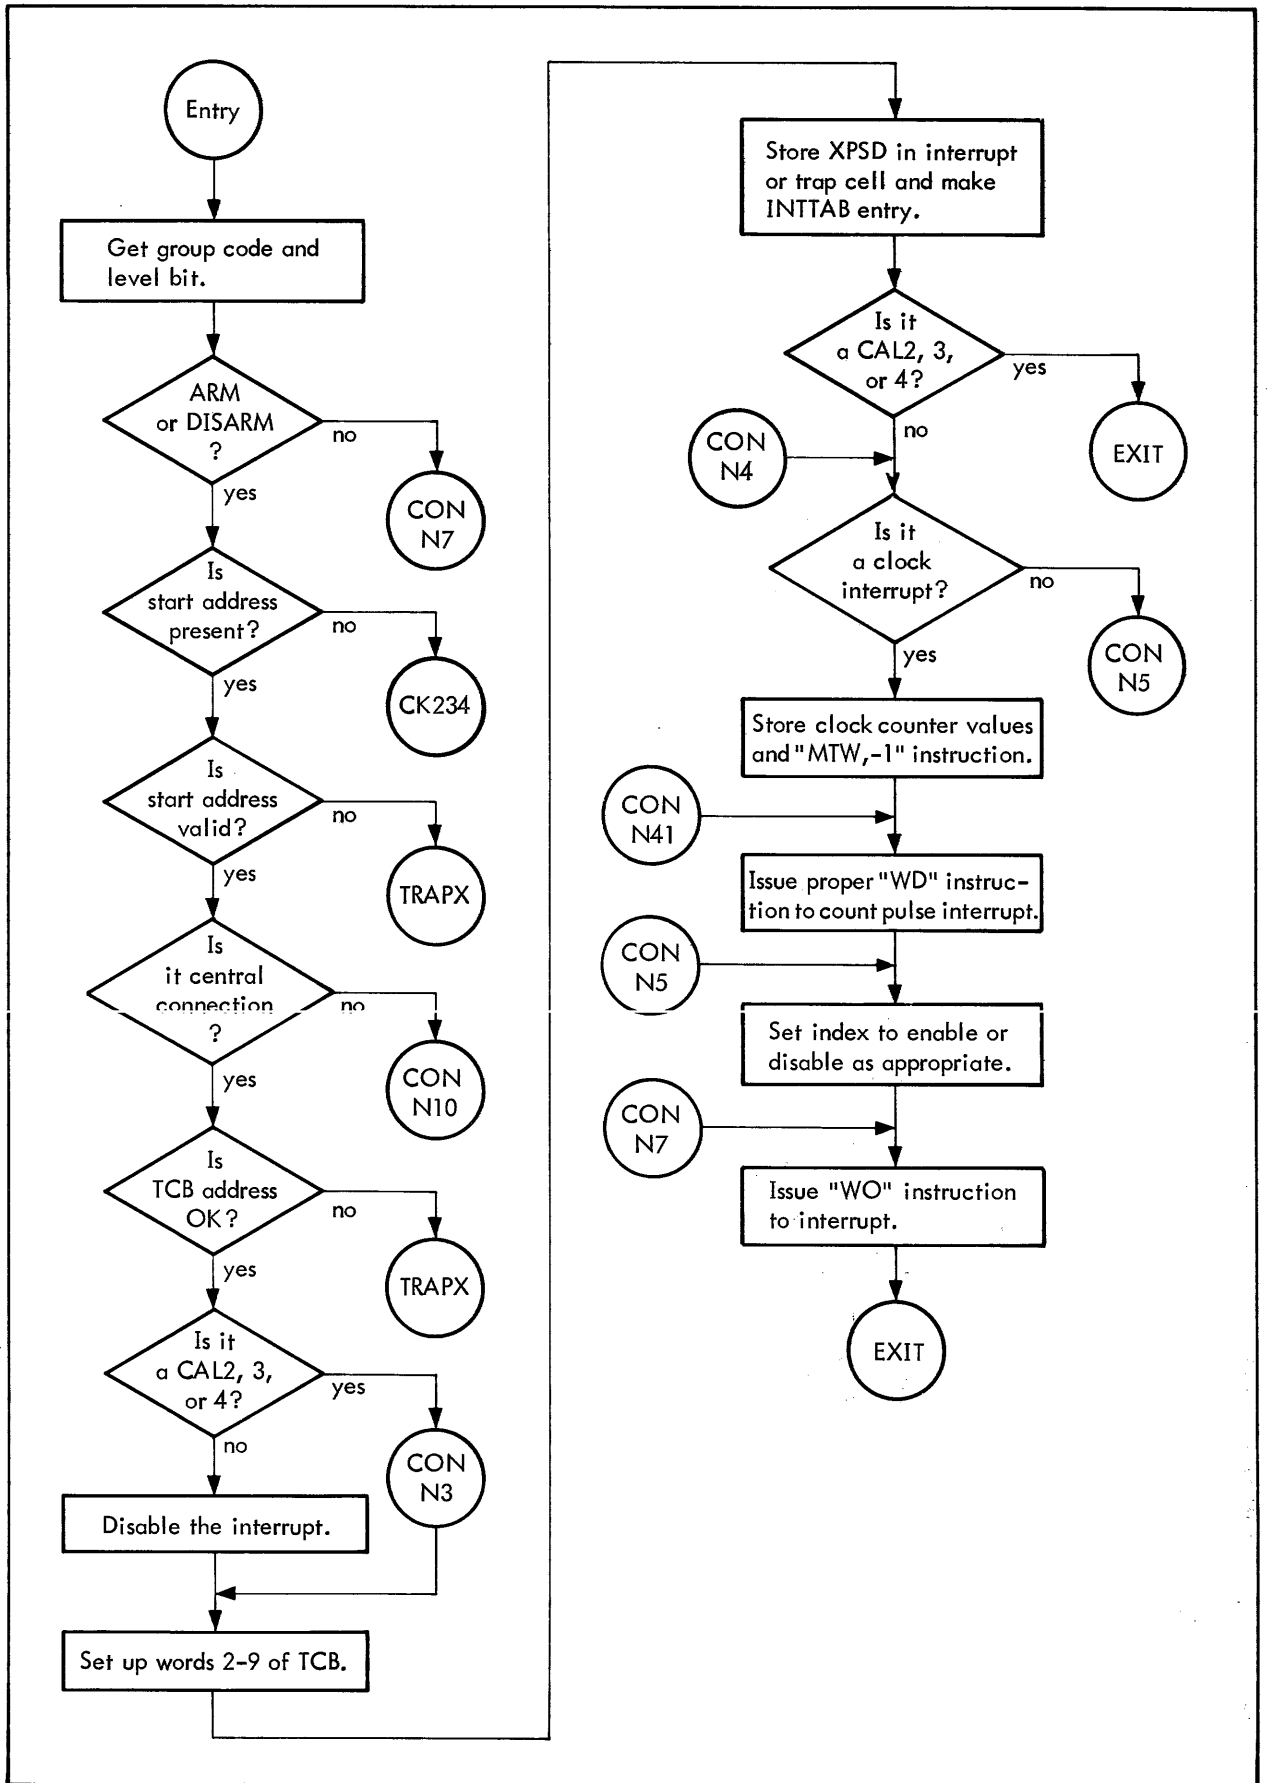 Entry
Get group code and
level bit.
ARM
or DISARM
?
no
yes
CON
N7
Is
start address
present?
no
yes
CK234
Is
start address
valid?
no
yes
TRAPX
Is
it central
connection
?
no
yes
CON
N10
Is
TCB address
OK?
no
yes
TRAPX
Is it
a CAL2, 3,
or 4?
yes
no
CON
N3
Disable the interrupt.
Set up words 2-9 of TCB.
Store XPSD in interrupt
or trap cell and make
INTTAB entry.
Is it
a CAL2, 3,
or 4?
yes
no
EXIT
CON
N4
Is it
a clock
interrupt?
no
yes
CON
N5
Store clock counter values
and "MTW,-1" instruction.
CON
N41
Issue proper "WD" instruc-
tion to count pulse interrupt.
CON
N5
Set index to enable or
disable as appropriate.
CON
N7
Issue "WO" instruction
to interrupt.
EXIT